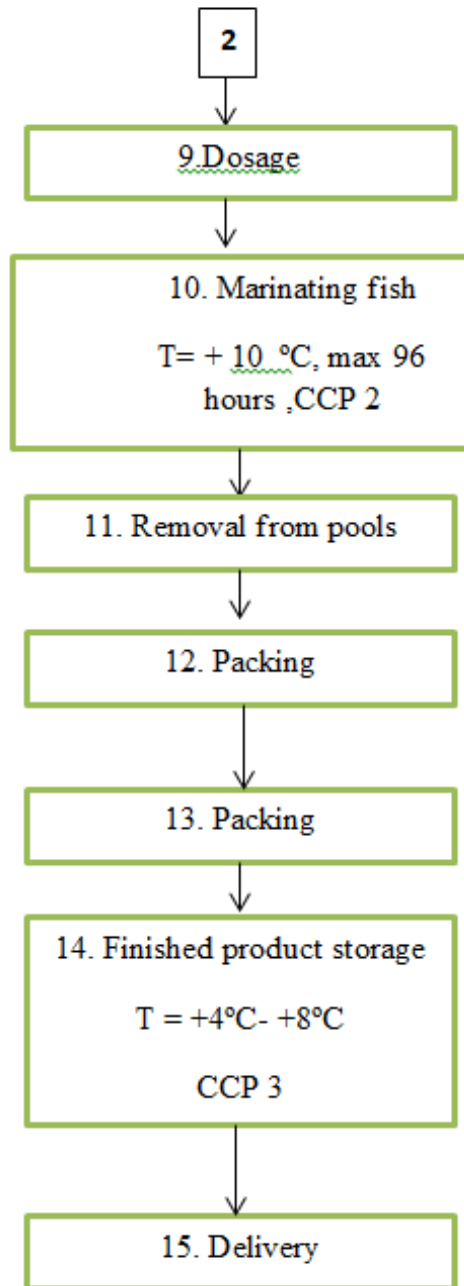 2
9.Dosage
10. Marinating fish
T= + 10 ºC, max 96
hours ,CCP 2
11. Removal from pools
12. Packing
13. Packing
14. Finished product storage
T = +4ºC- +8ºC
CCP 3
15. Delivery